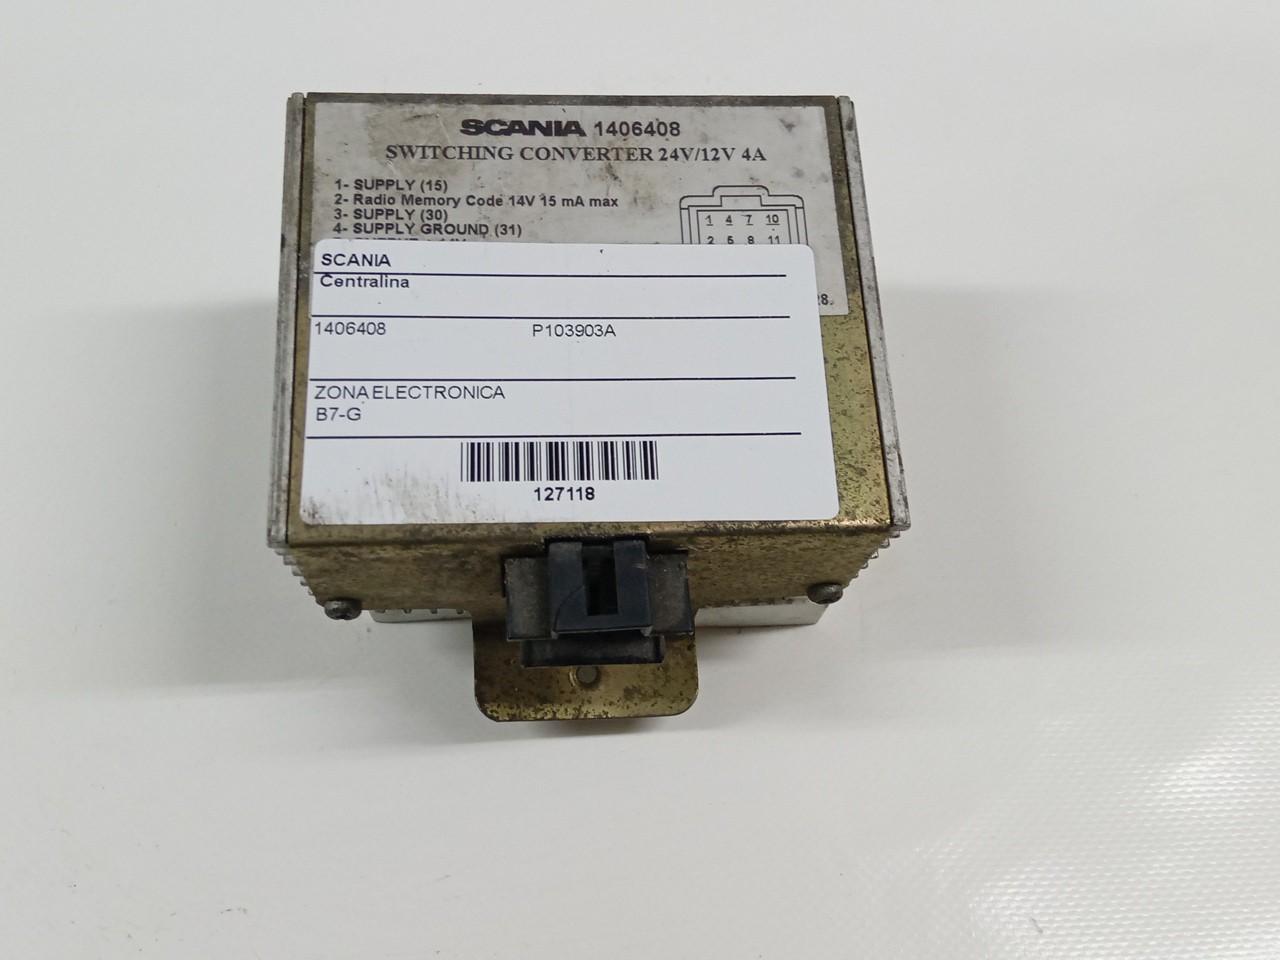 SCANIA 1406408
SWITCHING CONVERTER 24V/12V 4A
1- SUPPLY (15)
2- Radio Memory Code 14V 15 mA max
3- SUPPLY (30)
4- SUPPLY GROUND (31)
1 4 7 10
2 5 8 11
28.
SCANIA
Centralina
1406408 P103903A
ZONA ELECTRONICA
B7-G
127118